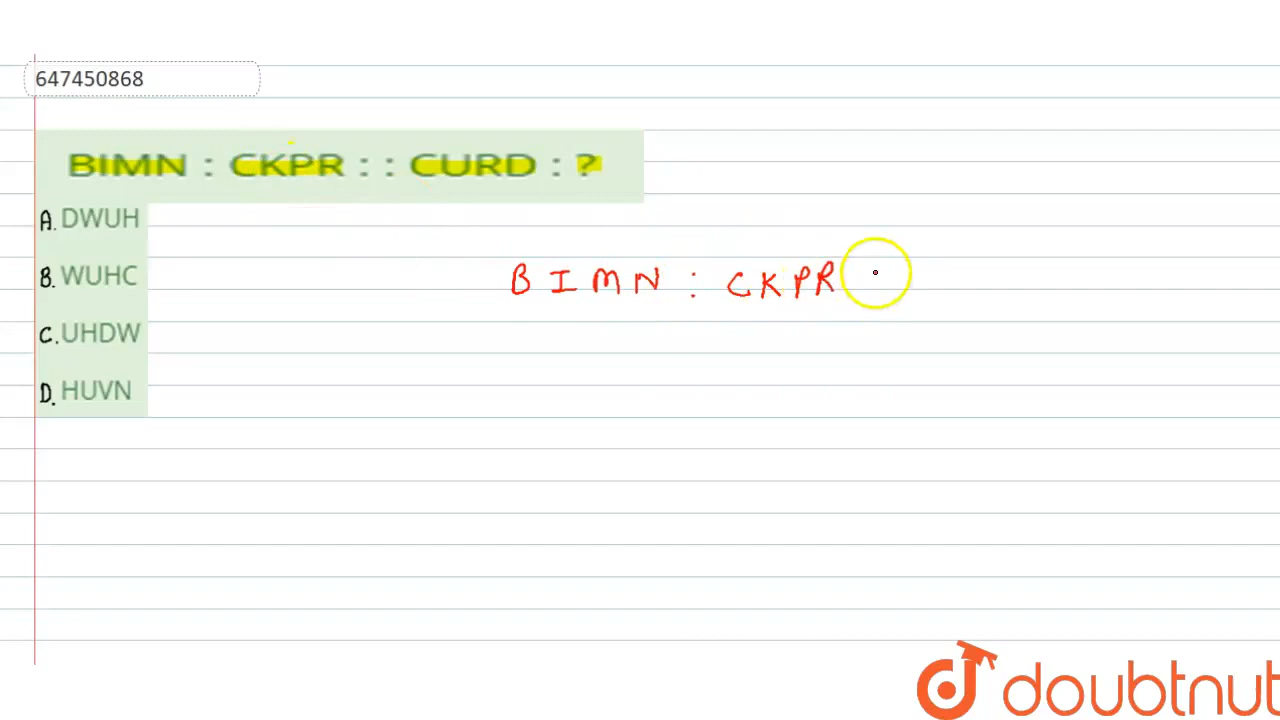 647450868
BIMN : CKPR : : CURD : ?
A. DWUH
B. WUHC
C. UHDW
D. HUVN
B I M N : C K P R
doubtnut